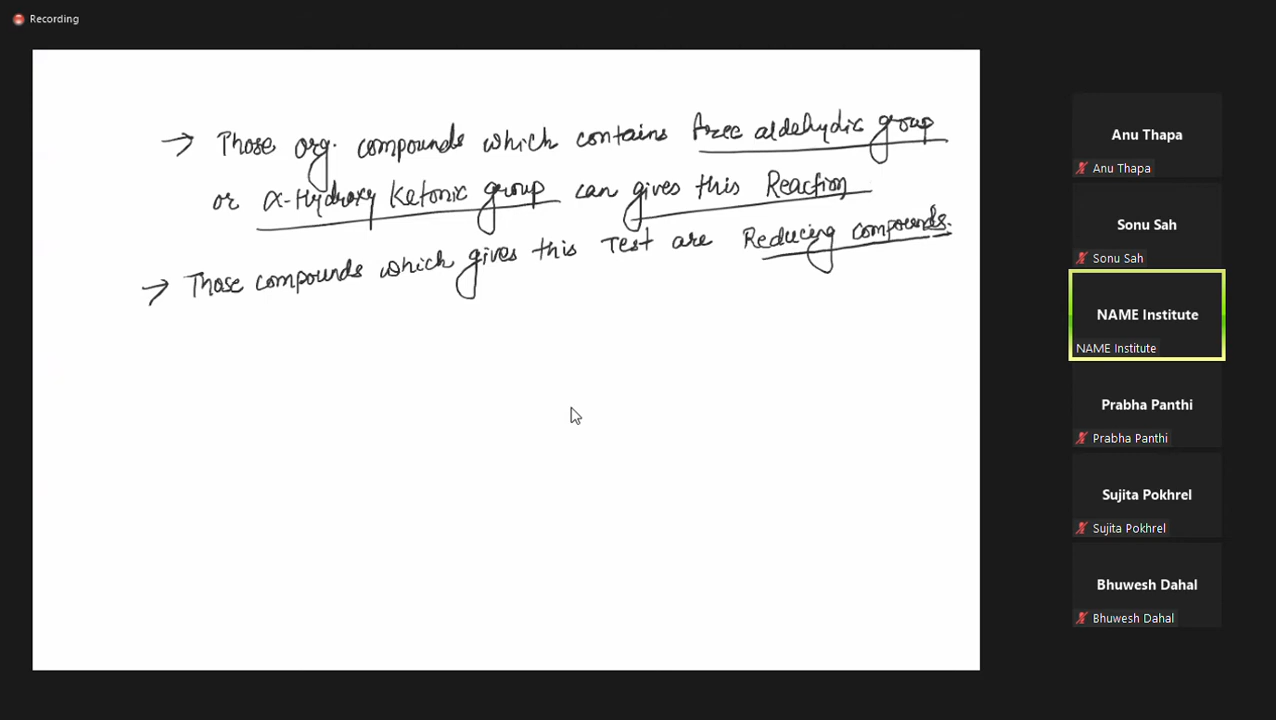 Recording
→ Those org. compounds which contains free aldehydic group
or α-Hydroxy Ketonic group can gives this Reaction
→ Those compounds which gives this Test are Reducing compounds.
Anu Thapa
Anu Thapa
Sonu Sah
Sonu Sah
NAME Institute
NAME Institute
Prabha Panthi
Prabha Panthi
Sujita Pokhrel
Sujita Pokhrel
Bhuwesh Dahal
Bhuwesh Dahal